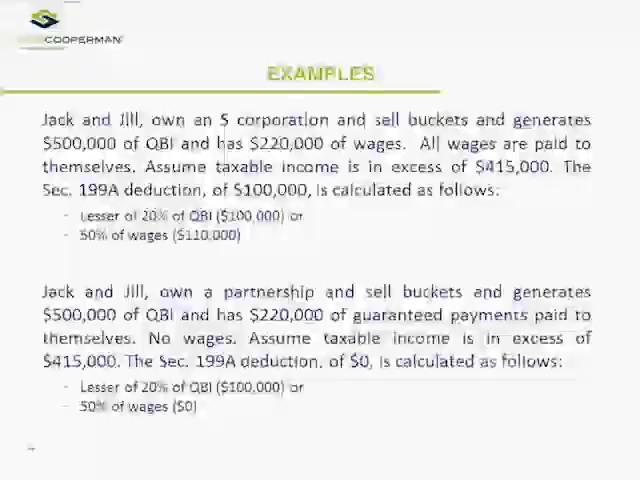 COOPERMAN
EXAMPLES
Jack and Jill, own an S corporation and sell buckets and generates
$500,000 of QBI and has $220,000 of wages. All wages are paid to
themselves. Assume taxable income is in excess of $415,000. The
Sec. 199A deduction, of $100,000, is calculated as follows:
- Lesser of 20% of QBI ($100,000) or
- 50% of wages ($110,000)
Jack and Jill, own a partnership and sell buckets and generates
$500,000 of QBI and has $220,000 of guaranteed payments paid to
themselves. No wages. Assume taxable income is in excess of
$415,000. The Sec. 199A deduction, of $0, is calculated as follows:
- Lesser of 20% of QBI ($100,000) or
- 50% of wages ($0)